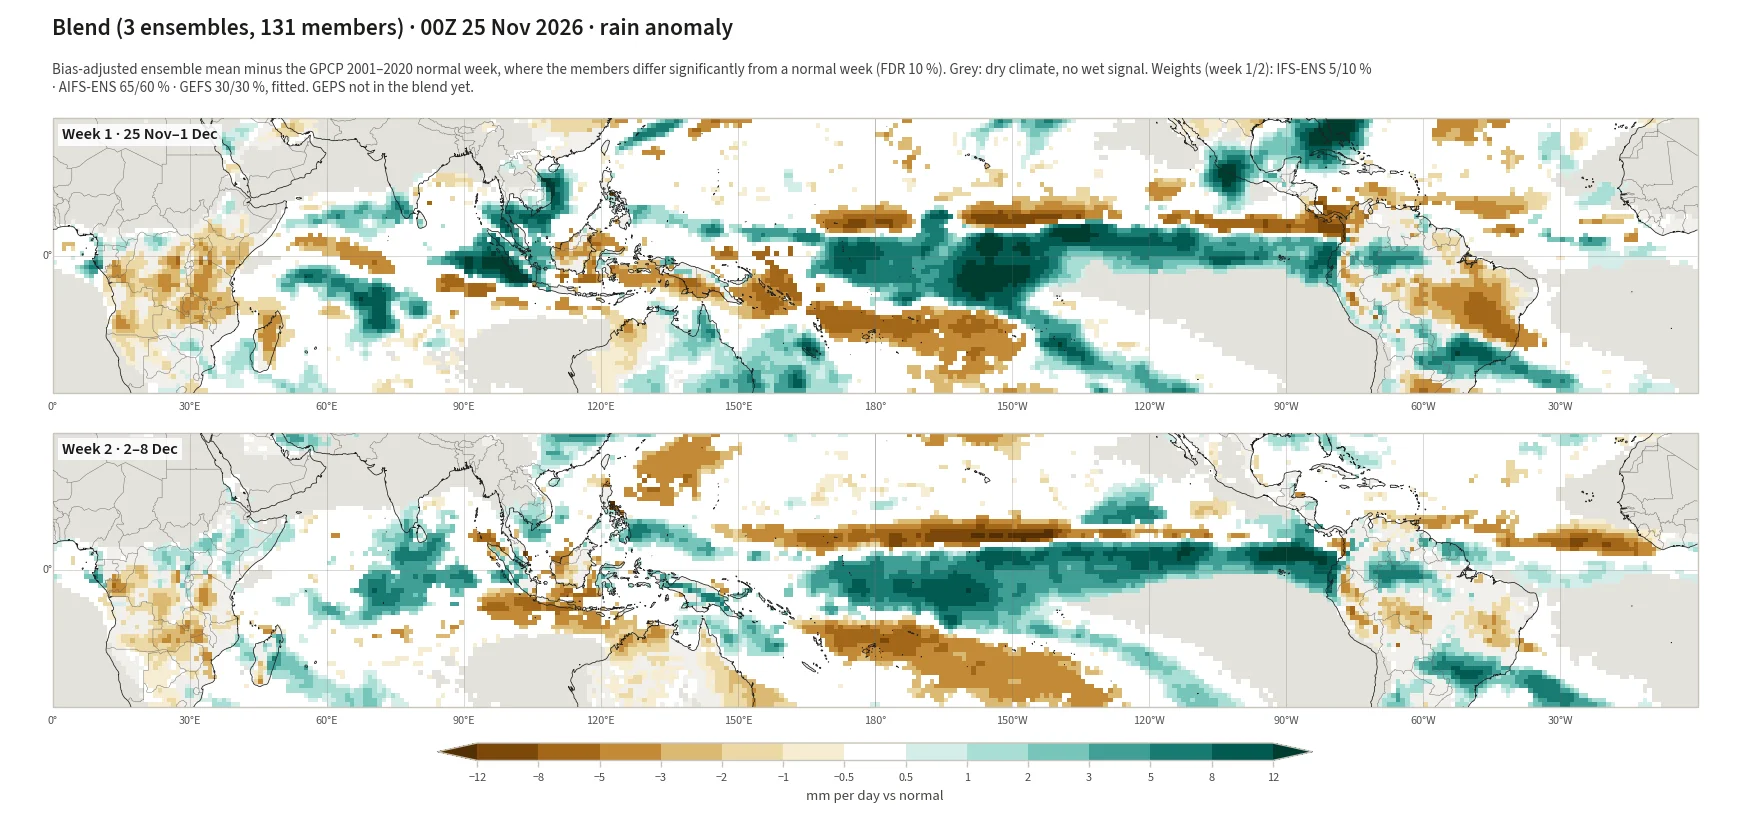 Blend (3 ensembles, 131 members) · 00Z 25 Nov 2026 · rain anomaly
Bias-adjusted ensemble mean minus the GPCP 2001–2020 normal week, where the members differ significantly from a normal week (FDR 10 %). Grey: dry climate, no wet signal. Weights (week 1/2): IFS-ENS 5/10 %
· AIFS-ENS 65/60 % · GEFS 30/30 %, fitted. GEPS not in the blend yet.
Week 1 · 25 Nov–1 Dec
0°
0° 30°E 60°E 90°E 120°E 150°E 180° 150°W 120°W 90°W 60°W 30°W
Week 2 · 2–8 Dec
0°
0° 30°E 60°E 90°E 120°E 150°E 180° 150°W 120°W 90°W 60°W 30°W
−12 −8 −5 −3 −2 −1 −0.5 0.5 1 2 3 5 8 12
mm per day vs normal